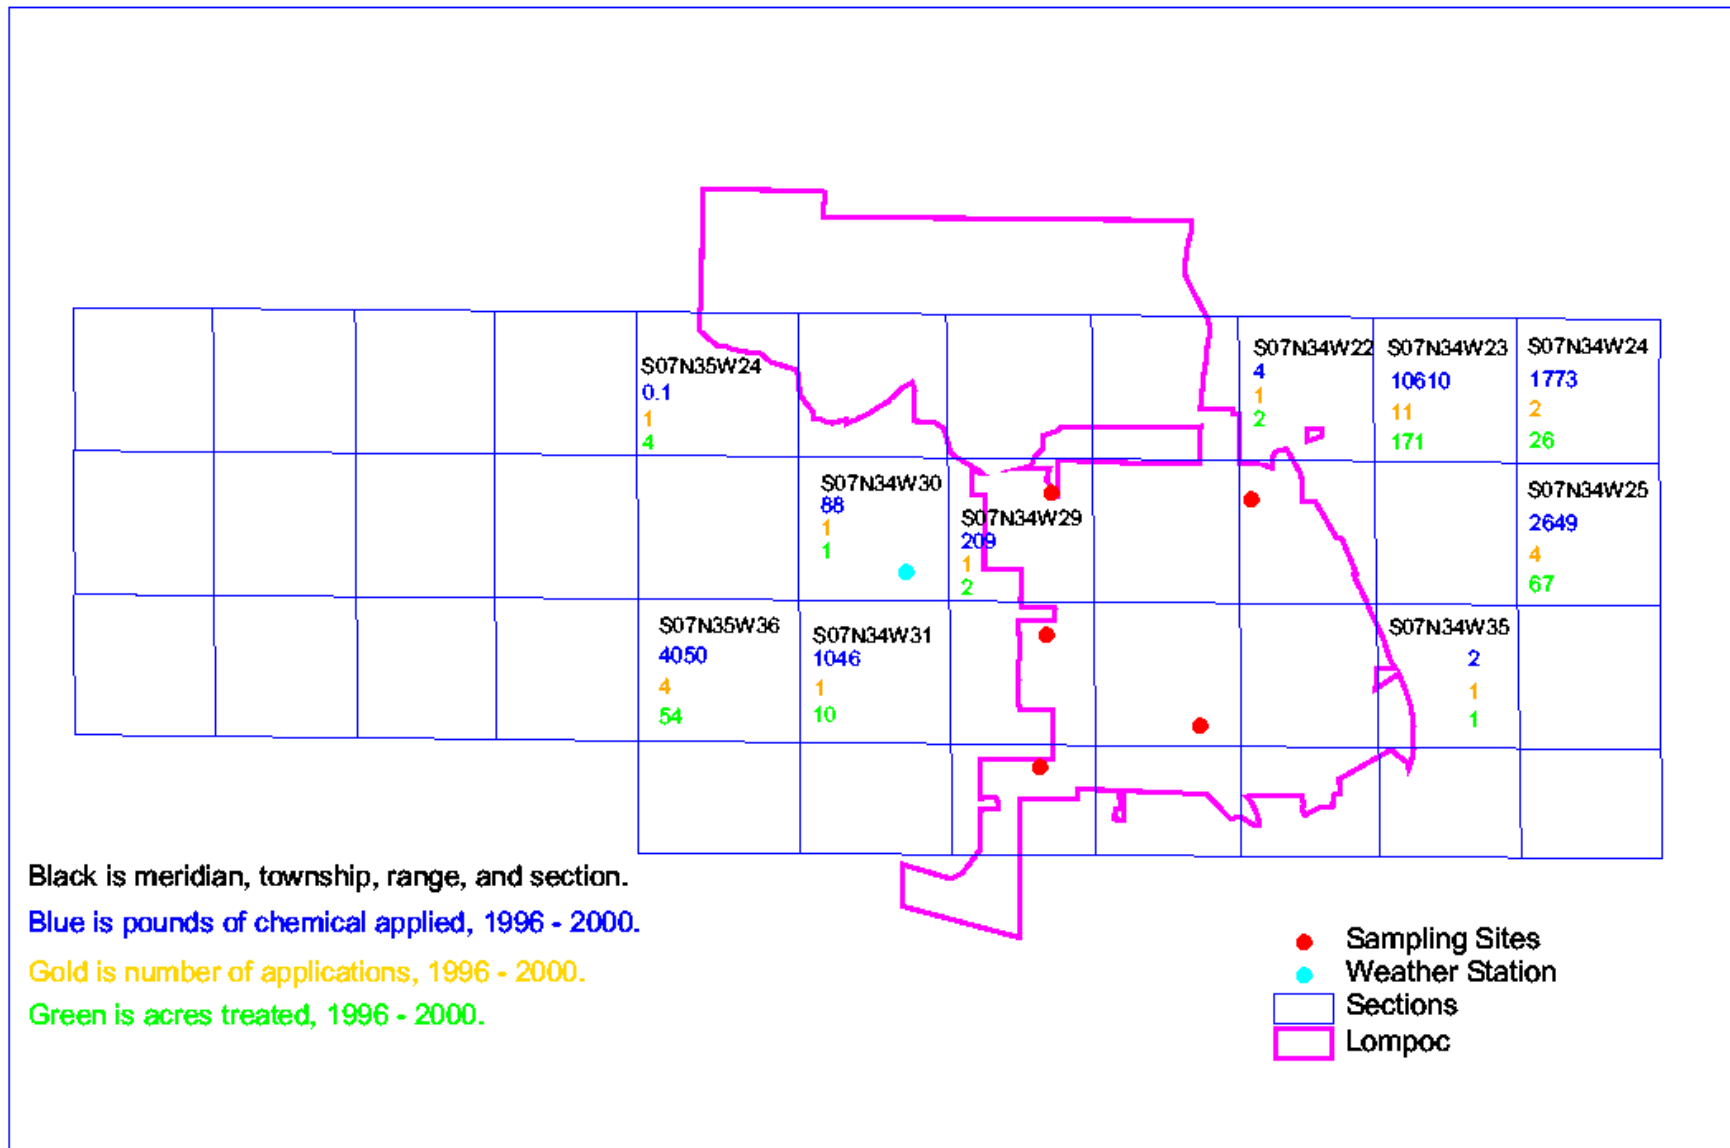 S07N35W24
0.1
1
4
S07N34W22
4
1
2
S07N34W23
10610
11
171
S07N34W24
1773
2
26
S07N34W30
88
1
1
S07N34W29
209
1
2
S07N34W25
2649
4
67
S07N35W36
4050
4
54
S07N34W31
1046
1
10
S07N34W35
2
1
1
Black is meridian, township, range, and section.
Blue is pounds of chemical applied, 1996 - 2000.
Gold is number of applications, 1996 - 2000.
Green is acres treated, 1996 - 2000.
Sampling Sites
Weather Station
Sections
Lompoc